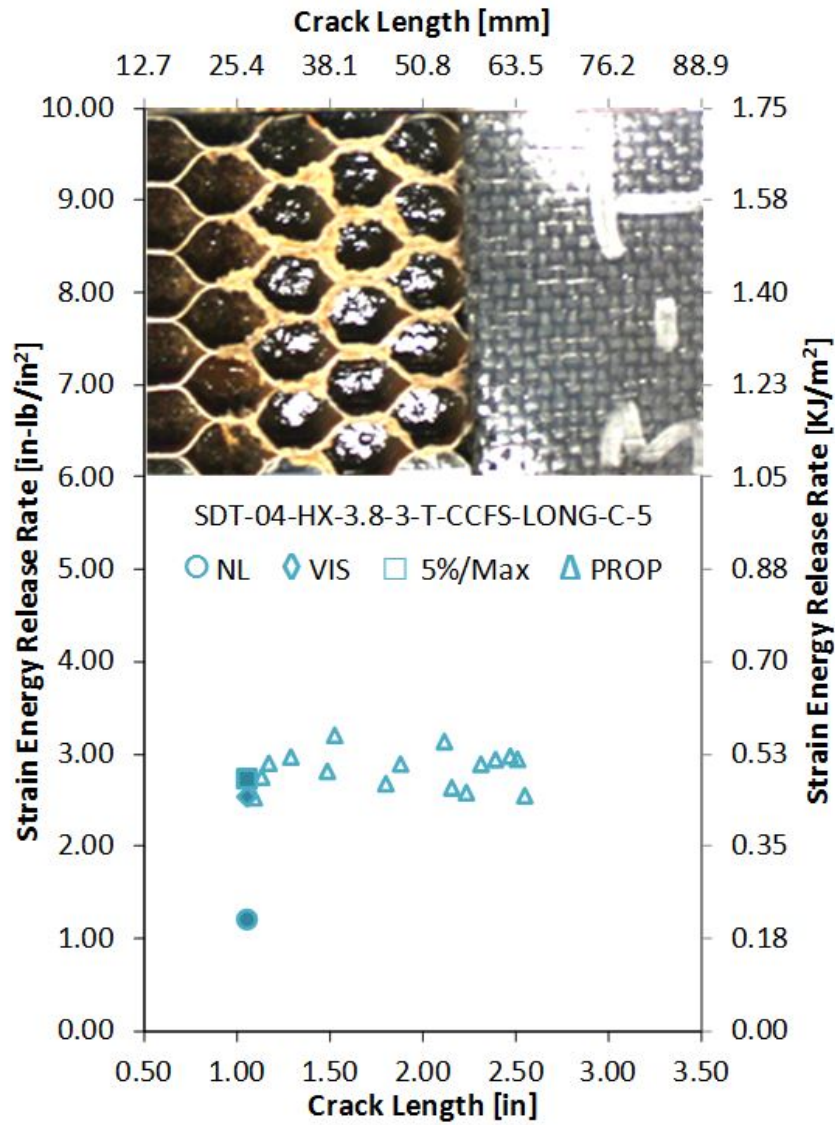 Crack Length [mm]
12.7 25.4 38.1 50.8 63.5 76.2 88.9
Strain Energy Release Rate [in-lb/in²]
10.00
9.00
8.00
7.00
6.00
5.00
4.00
3.00
2.00
1.00
0.00
SDT-04-HX-3.8-3-T-CCFS-LONG-C-5
NL VIS 5%/Max PROP
1.75
1.58
1.40
1.23
1.05
0.88
0.70
0.53
0.35
0.18
0.00
Strain Energy Release Rate [KJ/m²]
0.50 1.00 1.50 2.00 2.50 3.00 3.50
Crack Length [in]